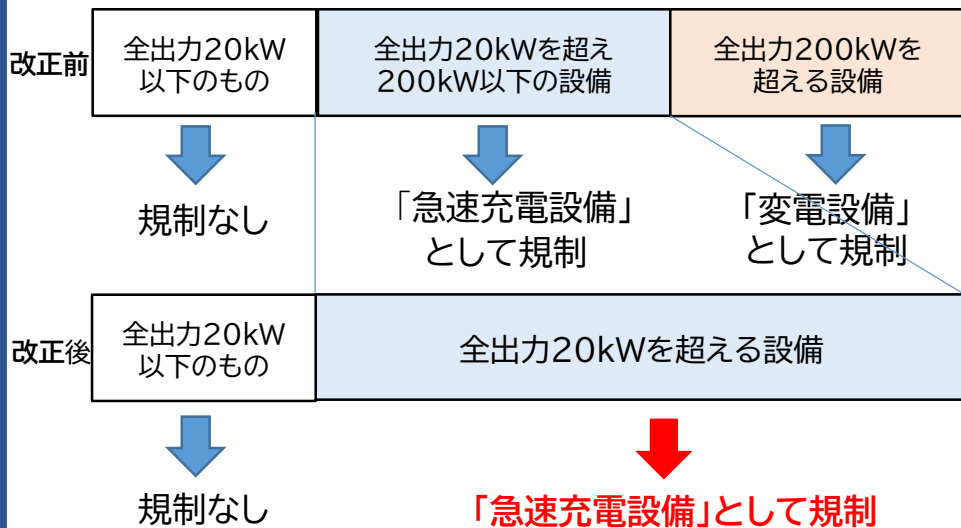 改正前
全出力20kW
以下のもの
全出力20kWを超え
200kW以下の設備
全出力200kWを
超える設備
規制なし
「急速充電設備」
として規制
「変電設備」
として規制
改正後
全出力20kW
以下のもの
全出力20kWを超える設備
規制なし
「急速充電設備」として規制